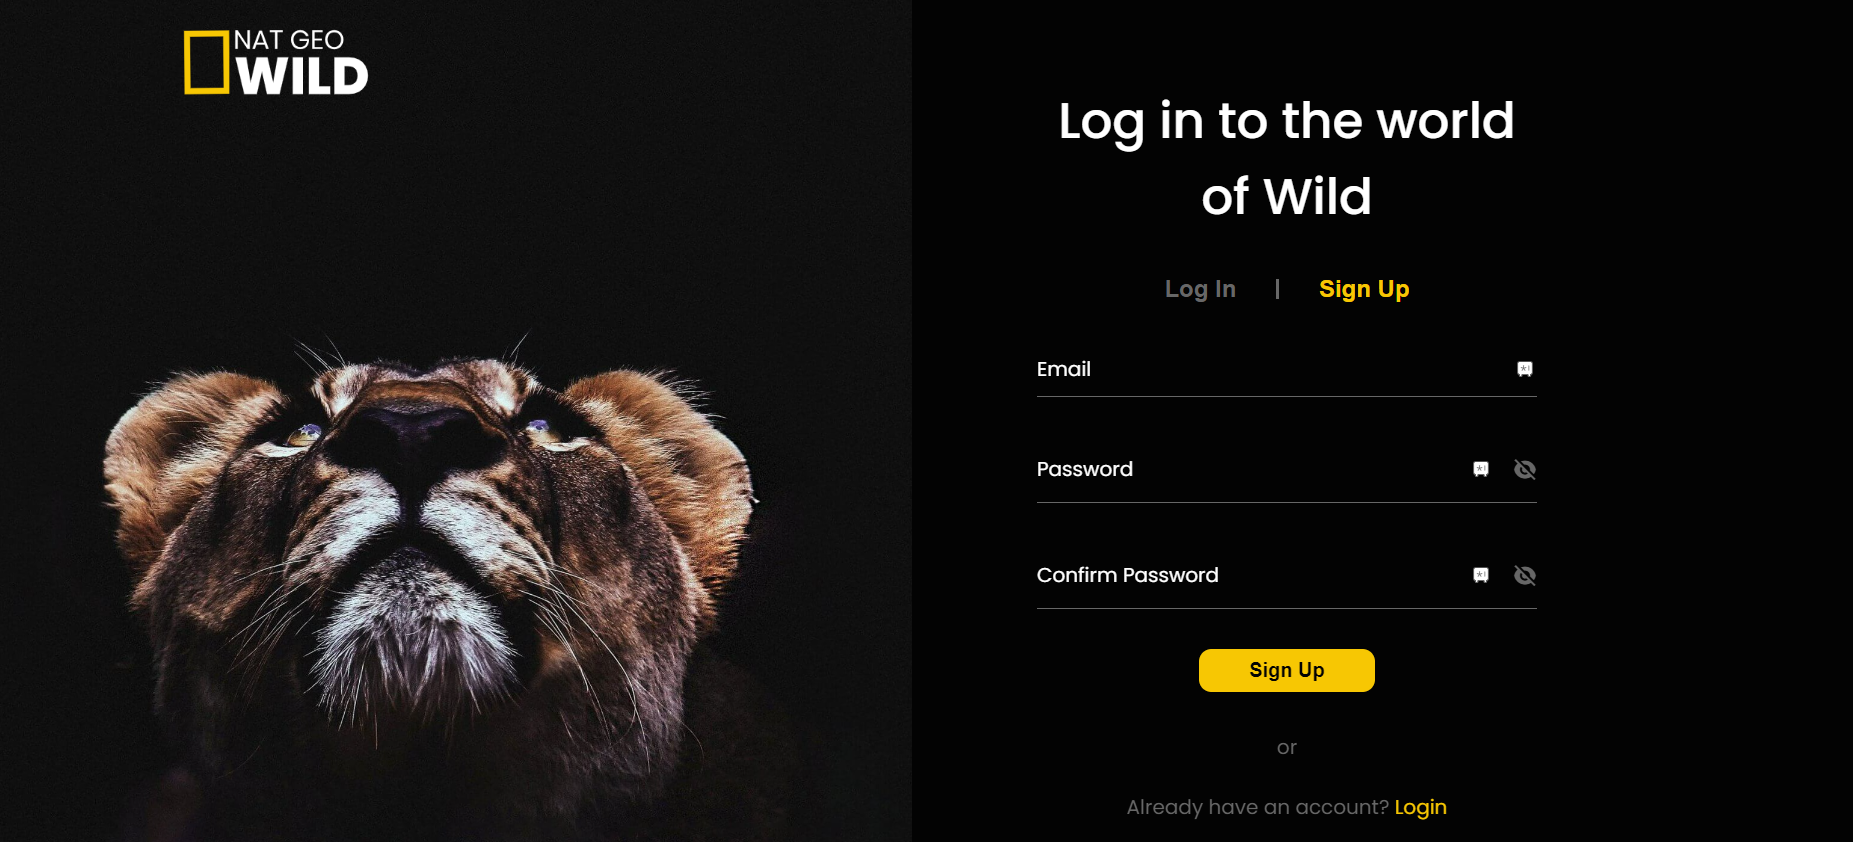 NAT GEO
WILD
Log in to the world
of Wild
Log In | Sign Up
Email
Password
Confirm Password
Sign Up
or
Already have an account? Login